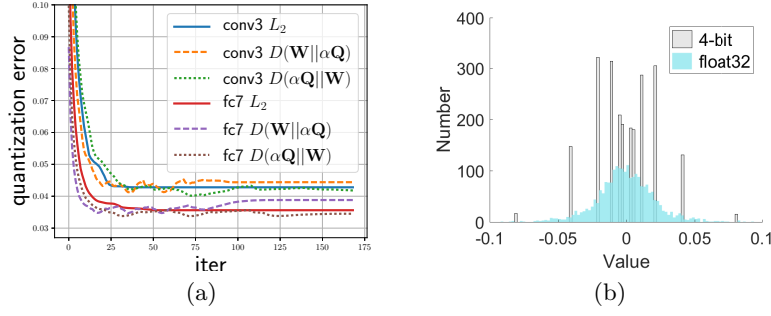 0.10
0.09
0.08
0.07
0.06
0.05
0.04
0.03
quantization error
0 25 50 75 100 125 150 175
iter
conv3 L₂
conv3 D(W||αQ)
conv3 D(αQ||W)
fc7 L₂
fc7 D(W||αQ)
fc7 D(αQ||W)
(a)
400
300
200
100
0
Number
-0.1 -0.05 0 0.05 0.1
Value
4-bit
float32
(b)